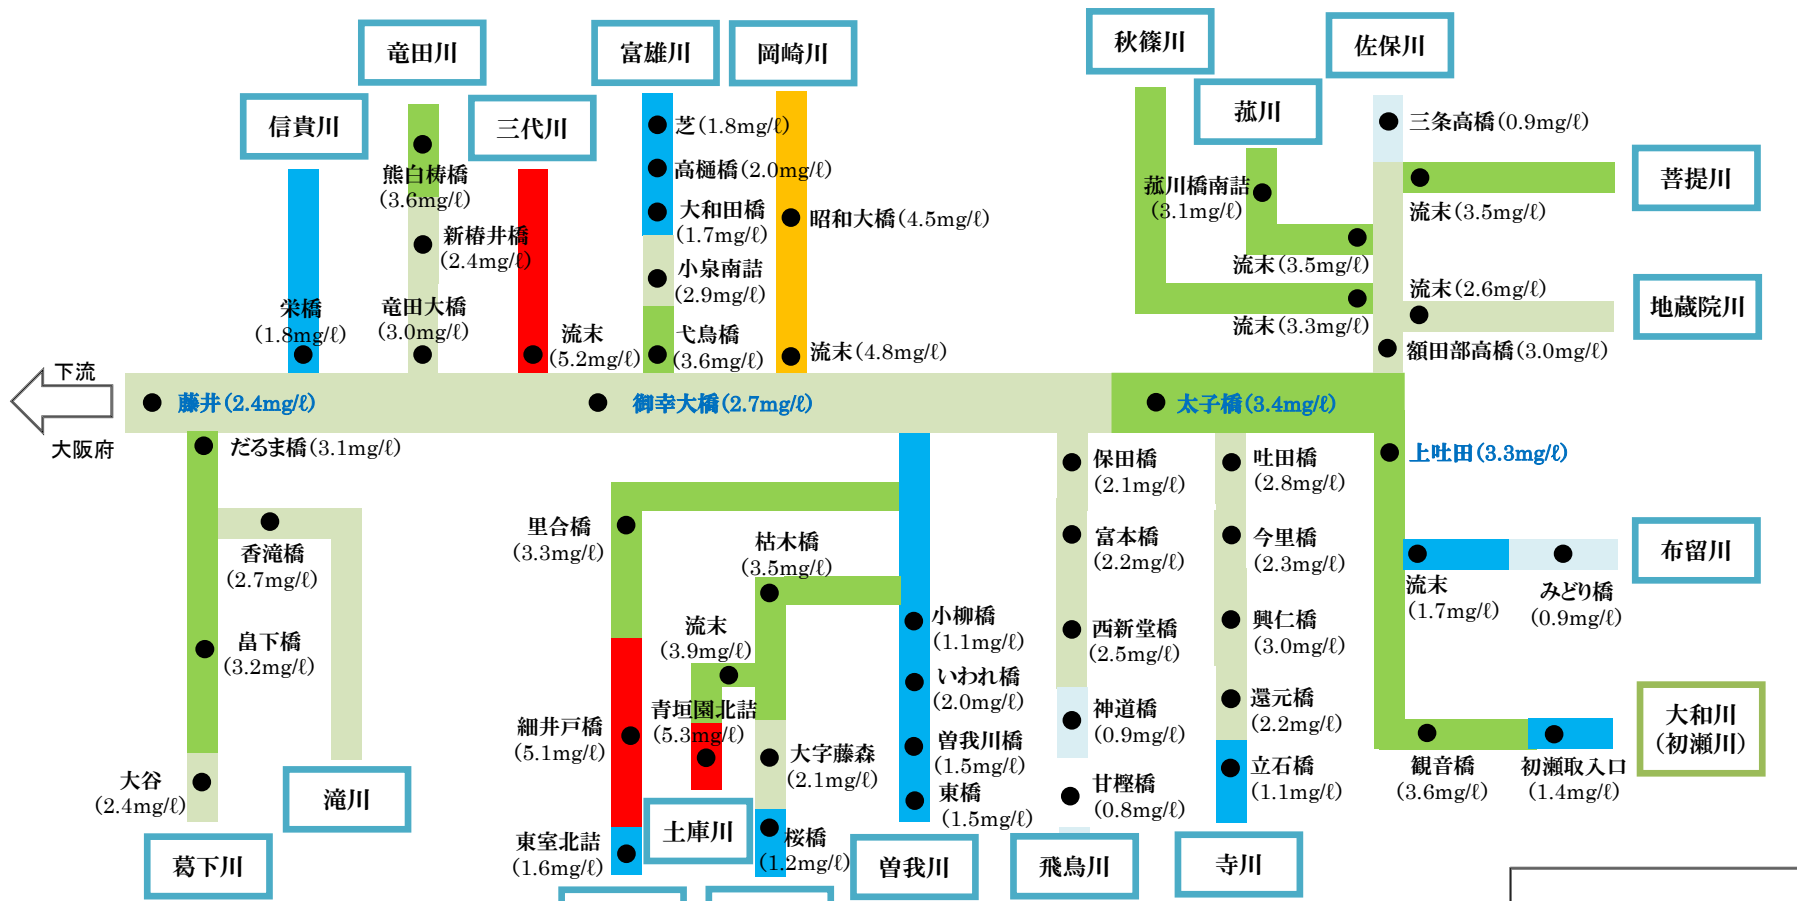 竜田川
富雄川
岡崎川
秋篠川
佐保川
信貴川
三代川
菰川
芝(1.8mg/ℓ)
三条高橋(0.9mg/ℓ)
熊白梼橋
(3.6mg/ℓ)
高樋橋(2.0mg/ℓ)
菩提川
菰川橋南詰
(3.1mg/ℓ)
大和田橋
(1.7mg/ℓ)
昭和大橋(4.5mg/ℓ)
流末(3.5mg/ℓ)
新椿井橋
(2.4mg/ℓ)
小泉南詰
(2.9mg/ℓ)
流末
(3.5mg/ℓ)
流末(2.6mg/ℓ)
地蔵院川
栄橋
(1.8mg/ℓ)
竜田大橋
(3.0mg/ℓ)
流末
(5.2mg/ℓ)
弋鳥橋
(3.6mg/ℓ)
流末(4.8mg/ℓ)
流末
(3.3mg/ℓ)
額田部高橋(3.0mg/ℓ)
下流
大阪府
藤井(2.4mg/ℓ)
御幸大橋(2.7mg/ℓ)
太子橋(3.4mg/ℓ)
だるま橋(3.1mg/ℓ)
保田橋
(2.1mg/ℓ)
吐田橋
(2.8mg/ℓ)
上吐田(3.3mg/ℓ)
里合橋
(3.3mg/ℓ)
枯木橋
(3.5mg/ℓ)
富本橋
(2.2mg/ℓ)
今里橋
(2.3mg/ℓ)
布留川
香滝橋
(2.7mg/ℓ)
流末
(1.7mg/ℓ)
みどり橋
(0.9mg/ℓ)
流末
(3.9mg/ℓ)
小柳橋
(1.1mg/ℓ)
西新堂橋
(2.5mg/ℓ)
興仁橋
(3.0mg/ℓ)
畠下橋
(3.2mg/ℓ)
いわれ橋
(2.0mg/ℓ)
青垣園北詰
(5.3mg/ℓ)
細井戸橋
(5.1mg/ℓ)
神道橋
(0.9mg/ℓ)
還元橋
(2.2mg/ℓ)
大和川
(初瀬川)
曽我川橋
(1.5mg/ℓ)
大字藤森
(2.1mg/ℓ)
大谷
(2.4mg/ℓ)
滝川
東橋
(1.5mg/ℓ)
甘樫橋
(0.8mg/ℓ)
立石橋
(1.1mg/ℓ)
観音橋
(3.6mg/ℓ)
初瀬取入口
(1.4mg/ℓ)
東室北詰
(1.6mg/ℓ)
土庫川
桜橋
(1.2mg/ℓ)
葛下川
曽我川
飛鳥川
寺川